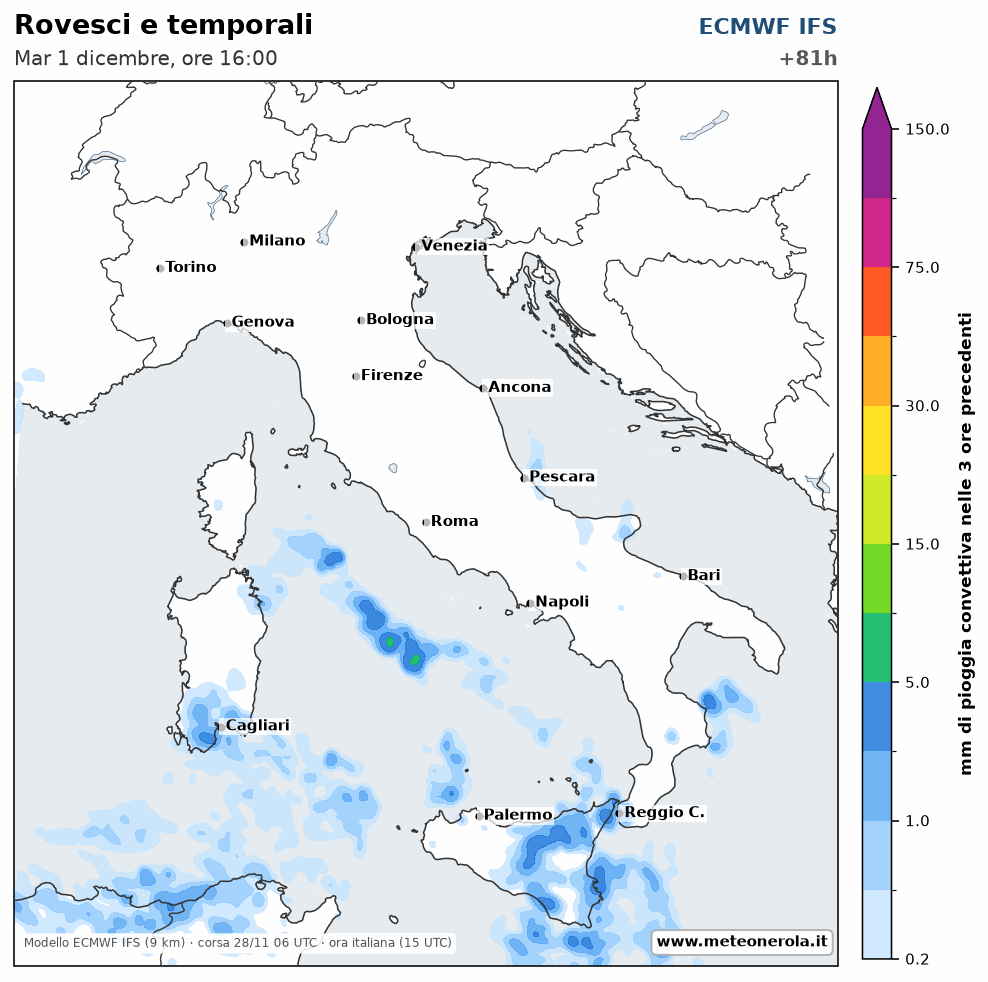 Rovesci e temporali
ECMWF IFS
Mar 1 dicembre, ore 16:00
+81h
Milano
Venezia
Torino
Genova
Bologna
Firenze
Ancona
Pescara
Roma
Bari
Napoli
Cagliari
Palermo
Reggio C.
150.0
75.0
30.0
15.0
5.0
1.0
0.2
mm di pioggia convettiva nelle 3 ore precedenti
Modello ECMWF IFS (9 km) · corsa 28/11 06 UTC · ora italiana (15 UTC)
www.meteonerola.it